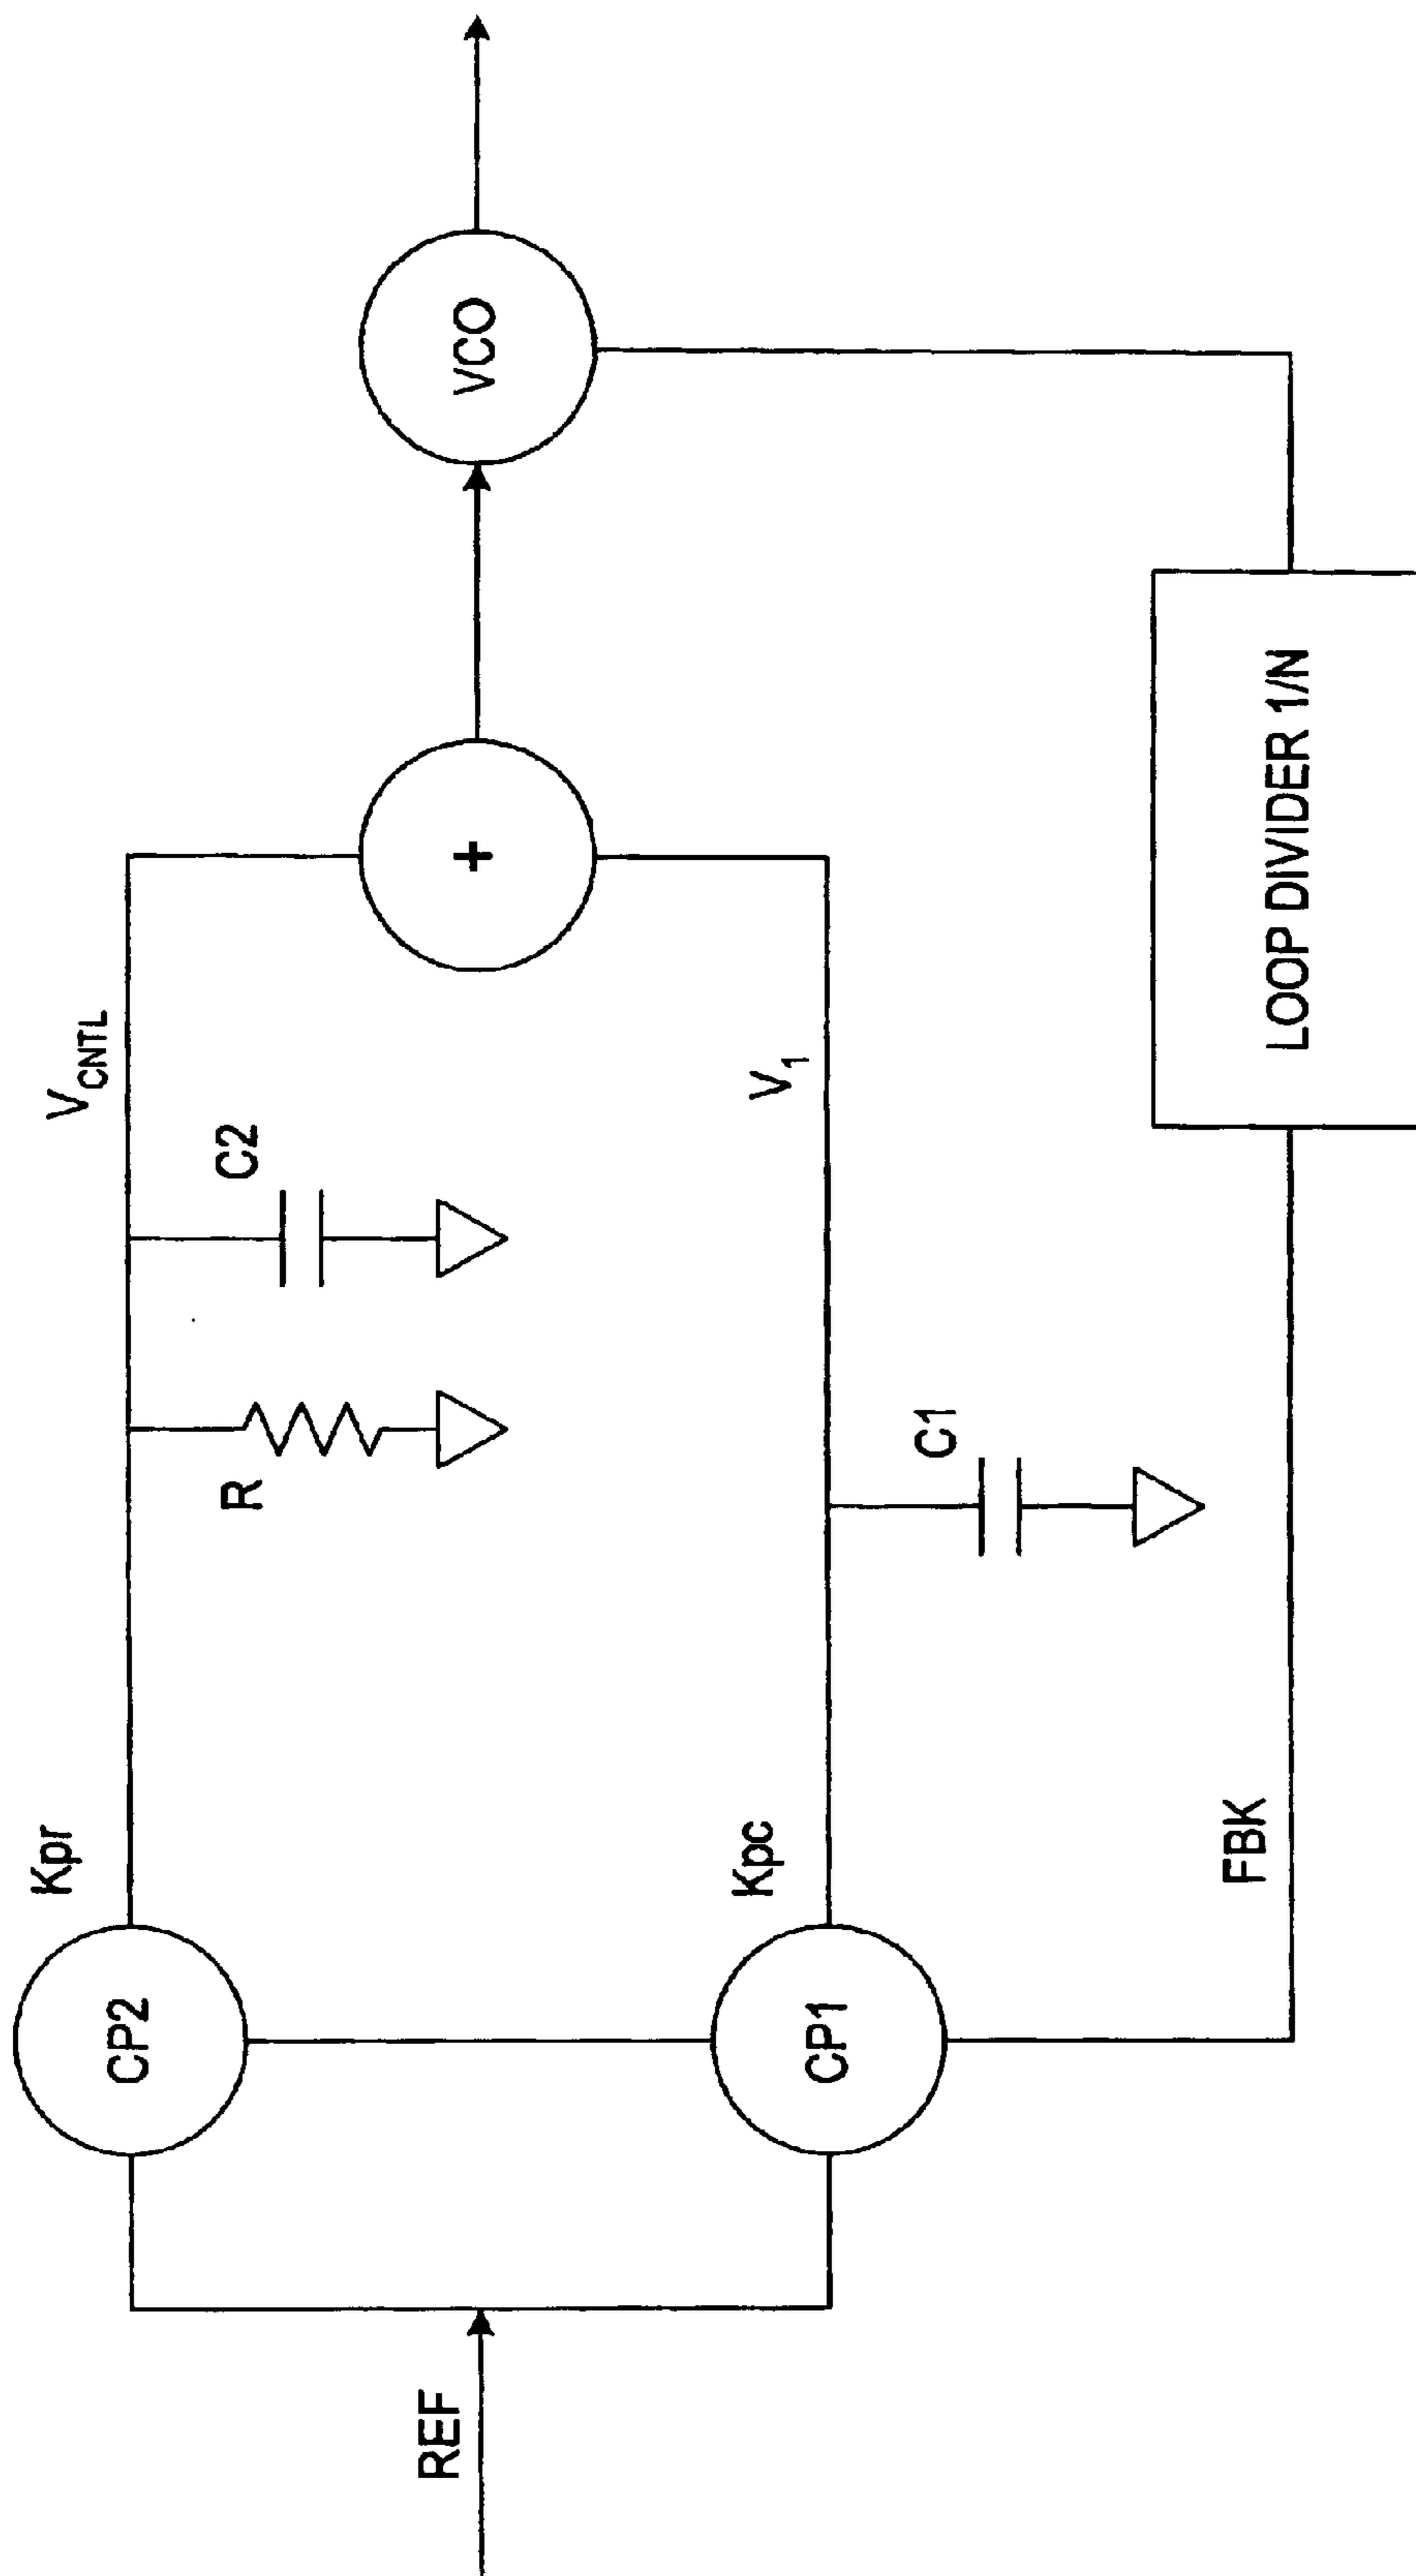 REF
CP2
Kpr
R
C2
V_CNTL
CP1
Kpc
C1
V_1
+
VCO
FBK
LOOP DIVIDER 1/N